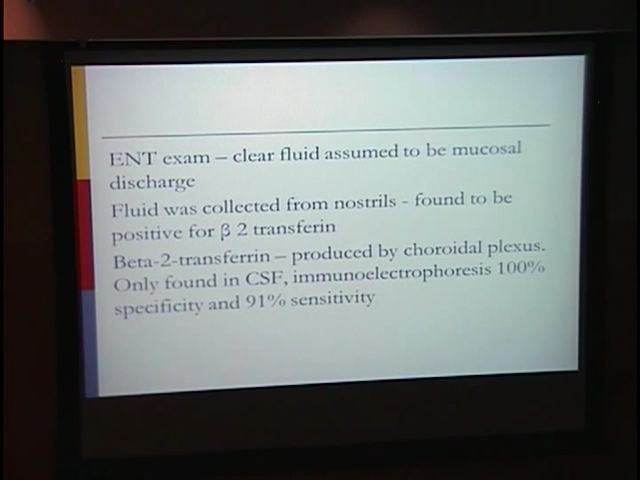 ENT exam – clear fluid assumed to be mucosal
discharge
Fluid was collected from nostrils - found to be
positive for β 2 transferin
Beta-2-transferrin – produced by choroidal plexus.
Only found in CSF, immunoelectrophoresis 100%
specificity and 91% sensitivity